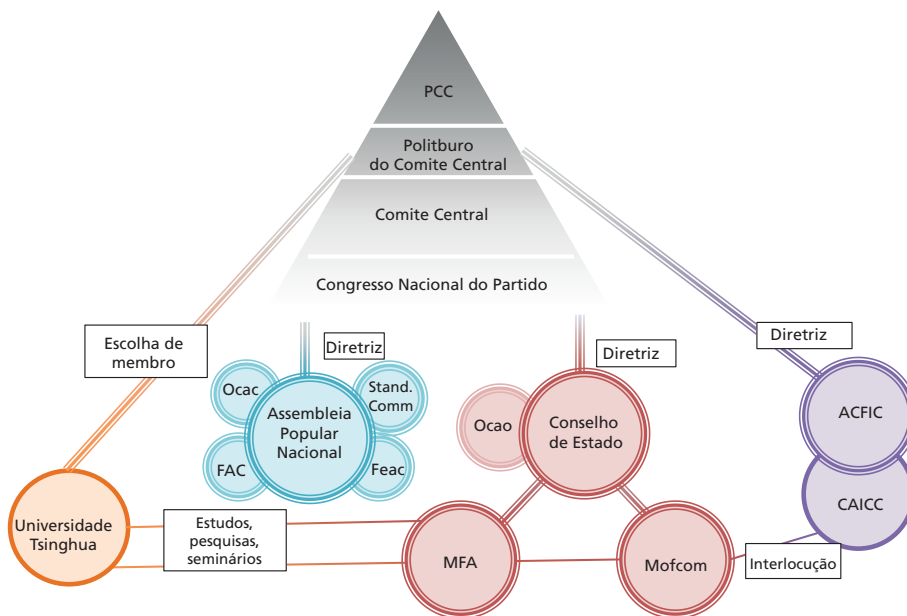 PCC
Politburo
do Comite Central
Comite Central
Congresso Nacional do Partido
Escolha de
membro
Diretriz
Diretriz
Diretriz
Ocac
Stand.
Comm
Assembleia
Popular
Nacional
FAC
Feac
Ocao
Conselho
de Estado
ACFIC
CAICC
Universidade
Tsinghua
Estudos,
pesquisas,
seminários
MFA
Mofcom
Interlocução